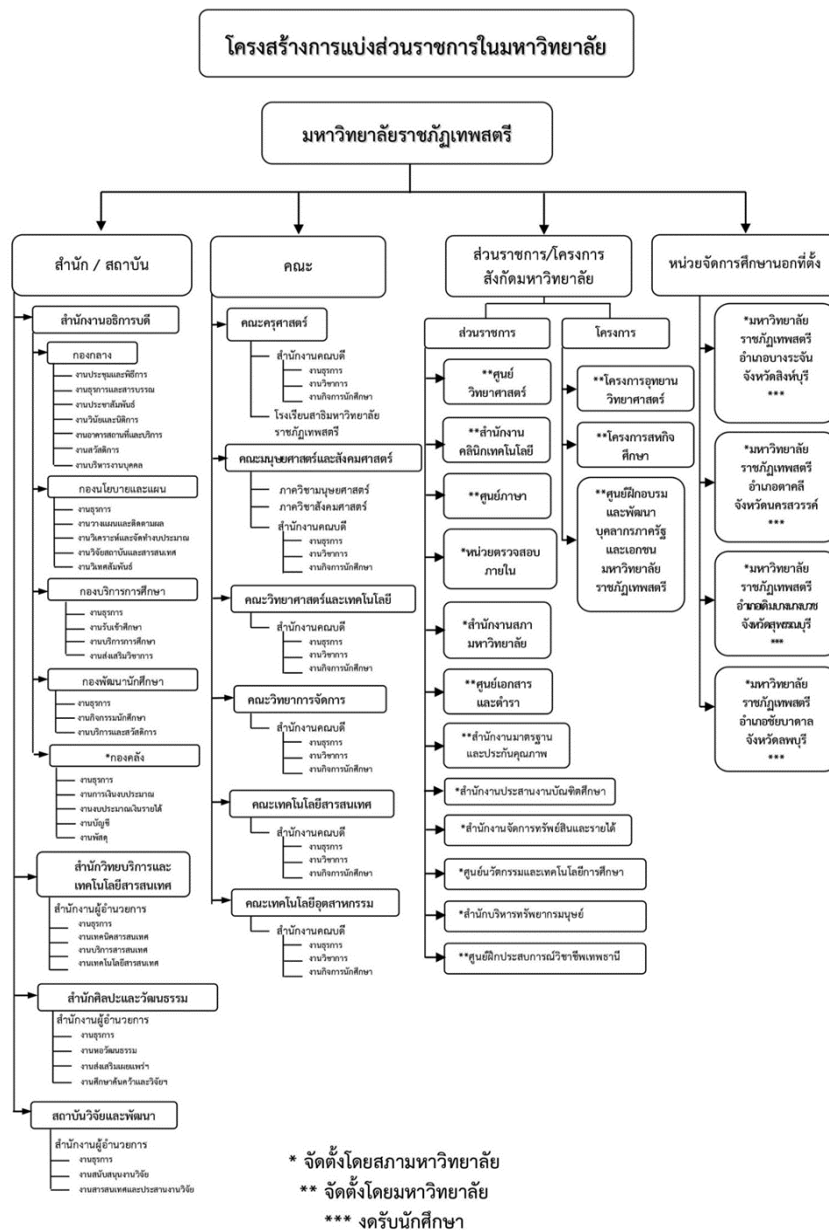 โครงสร้างการแบ่งส่วนราชการในมหาวิทยาลัย
มหาวิทยาลัยราชภัฏเทพสตรี
สำนัก / สถาบัน
สำนักงานอธิการบดี
กองกลาง
งานประชุมและพิธีการ
งานธุรการและสารบรรณ
งานประชาสัมพันธ์
งานวินัยและนิติการ
งานอาคารสถานที่และบริการ
งานสวัสดิการ
งานบริหารงานบุคคล
กองนโยบายและแผน
งานธุรการ
งานวางแผนและติดตามผล
งานวิเคราะห์และจัดทำงบประมาณ
งานวิจัยสถาบันและสารสนเทศ
งานวิเทศสัมพันธ์
กองบริการการศึกษา
งานธุรการ
งานรับเข้าศึกษา
งานบริการการศึกษา
งานส่งเสริมวิชาการ
กองพัฒนานักศึกษา
งานธุรการ
งานกิจกรรมนักศึกษา
งานบริการและสวัสดิการ
*กองคลัง
งานธุรการ
งานการเงินงบประมาณ
งานงบประมาณเงินรายได้
งานบัญชี
งานพัสดุ
สำนักวิทยบริการและ
เทคโนโลยีสารสนเทศ
สำนักงานผู้อำนวยการ
งานธุรการ
งานเทคนิคสารสนเทศ
งานบริการสารสนเทศ
งานเทคโนโลยีสารสนเทศ
สำนักศิลปะและวัฒนธรรม
สำนักงานผู้อำนวยการ
งานธุรการ
งานหอวัฒนธรรม
งานส่งเสริมเผยแพร่ฯ
งานศึกษาค้นคว้าและวิจัยฯ
สถาบันวิจัยและพัฒนา
สำนักงานผู้อำนวยการ
งานธุรการ
งานสนับสนุนงานวิจัย
งานสารสนเทศและประสานงานวิจัย
คณะ
คณะครุศาสตร์
สำนักงานคณบดี
งานธุรการ
งานวิชาการ
งานกิจการนักศึกษา
โรงเรียนสาธิมหาวิทยาลัย
ราชภัฏเทพสตรี
คณะมนุษยศาสตร์และสังคมศาสตร์
ภาควิชามนุษยศาสตร์
ภาควิชาสังคมศาสตร์
สำนักงานคณบดี
งานธุรการ
งานวิชาการ
งานกิจการนักศึกษา
คณะวิทยาศาสตร์และเทคโนโลยี
สำนักงานคณบดี
งานธุรการ
งานวิชาการ
งานกิจการนักศึกษา
คณะวิทยาการจัดการ
สำนักงานคณบดี
งานธุรการ
งานวิชาการ
งานกิจการนักศึกษา
คณะเทคโนโลยีสารสนเทศ
สำนักงานคณบดี
งานธุรการ
งานวิชาการ
งานกิจการนักศึกษา
คณะเทคโนโลยีอุตสาหกรรม
สำนักงานคณบดี
งานธุรการ
งานวิชาการ
งานกิจการนักศึกษา
ส่วนราชการ/โครงการ
สังกัดมหาวิทยาลัย
ส่วนราชการ
**ศูนย์
วิทยาศาสตร์
**สำนักงาน
คลินิกเทคโนโลยี
**ศูนย์ภาษา
*หน่วยตรวจสอบ
ภายใน
*สำนักงานสภา
มหาวิทยาลัย
**ศูนย์เอกสาร
และตำรา
**สำนักงานมาตรฐาน
และประกันคุณภาพ
*สำนักงานประสานงานบัณฑิตศึกษา
*สำนักงานจัดการทรัพย์สินและรายได้
*ศูนย์นวัตกรรมและเทคโนโลยีการศึกษา
*สำนักบริหารทรัพยากรมนุษย์
**ศูนย์ฝึกประสบการณ์วิชาชีพเทพธานี
โครงการ
**โครงการอุทยาน
วิทยาศาสตร์
**โครงการสหกิจ
ศึกษา
**ศูนย์ฝึกอบรม
และพัฒนา
บุคลากรภาครัฐ
และเอกชน
มหาวิทยาลัย
ราชภัฏเทพสตรี
หน่วยจัดการศึกษานอกที่ตั้ง
*มหาวิทยาลัย
ราชภัฏเทพสตรี
อำเภอบางระจัน
จังหวัดสิงห์บุรี
***
*มหาวิทยาลัย
ราชภัฏเทพสตรี
อำเภอตาคลี
จังหวัดนครสวรรค์
***
*มหาวิทยาลัย
ราชภัฏเทพสตรี
อำเภอเดิมบางนางบวช
จังหวัดสุพรรณบุรี
***
*มหาวิทยาลัย
ราชภัฏเทพสตรี
อำเภอชัยบาดาล
จังหวัดลพบุรี
***
* จัดตั้งโดยสภามหาวิทยาลัย
** จัดตั้งโดยมหาวิทยาลัย
*** งดรับนักศึกษา